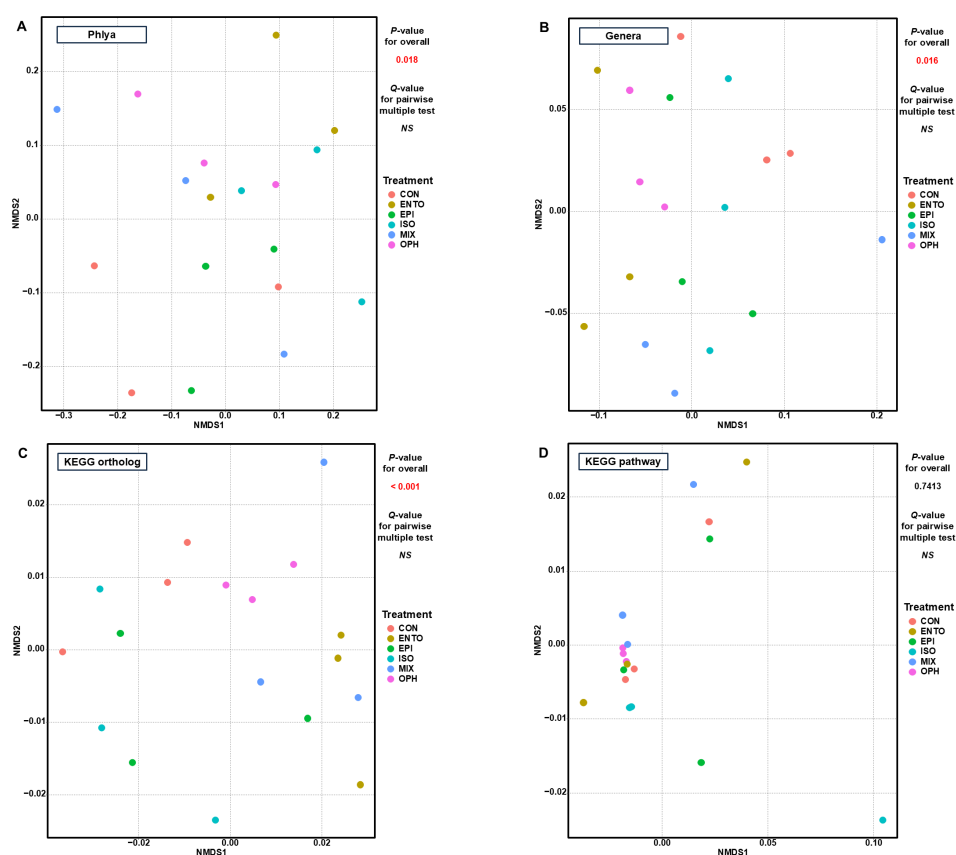 A
Phlya
P-value
for overall
0.018
Q-value
for pairwise
multiple test
NS
Treatment
CON
ENTO
EPI
ISO
MIX
OPH
NMDS2
0.2
0.1
0.0
−0.1
−0.2
−0.3
−0.2
−0.1
0.0
0.1
0.2
NMDS1
B
Genera
P-value
for overall
0.016
Q-value
for pairwise
multiple test
NS
Treatment
CON
ENTO
EPI
ISO
MIX
OPH
NMDS2
0.05
0.00
−0.05
−0.1
0.0
0.1
0.2
NMDS1
C
KEGG ortholog
P-value
for overall
< 0.001
Q-value
for pairwise
multiple test
NS
Treatment
CON
ENTO
EPI
ISO
MIX
OPH
NMDS2
0.02
0.01
0.00
−0.01
−0.02
−0.02
0.00
0.02
NMDS1
D
KEGG pathway
P-value
for overall
0.7413
Q-value
for pairwise
multiple test
NS
Treatment
CON
ENTO
EPI
ISO
MIX
OPH
NMDS2
0.02
0.01
0.00
−0.01
−0.02
0.00
0.05
0.10
NMDS1